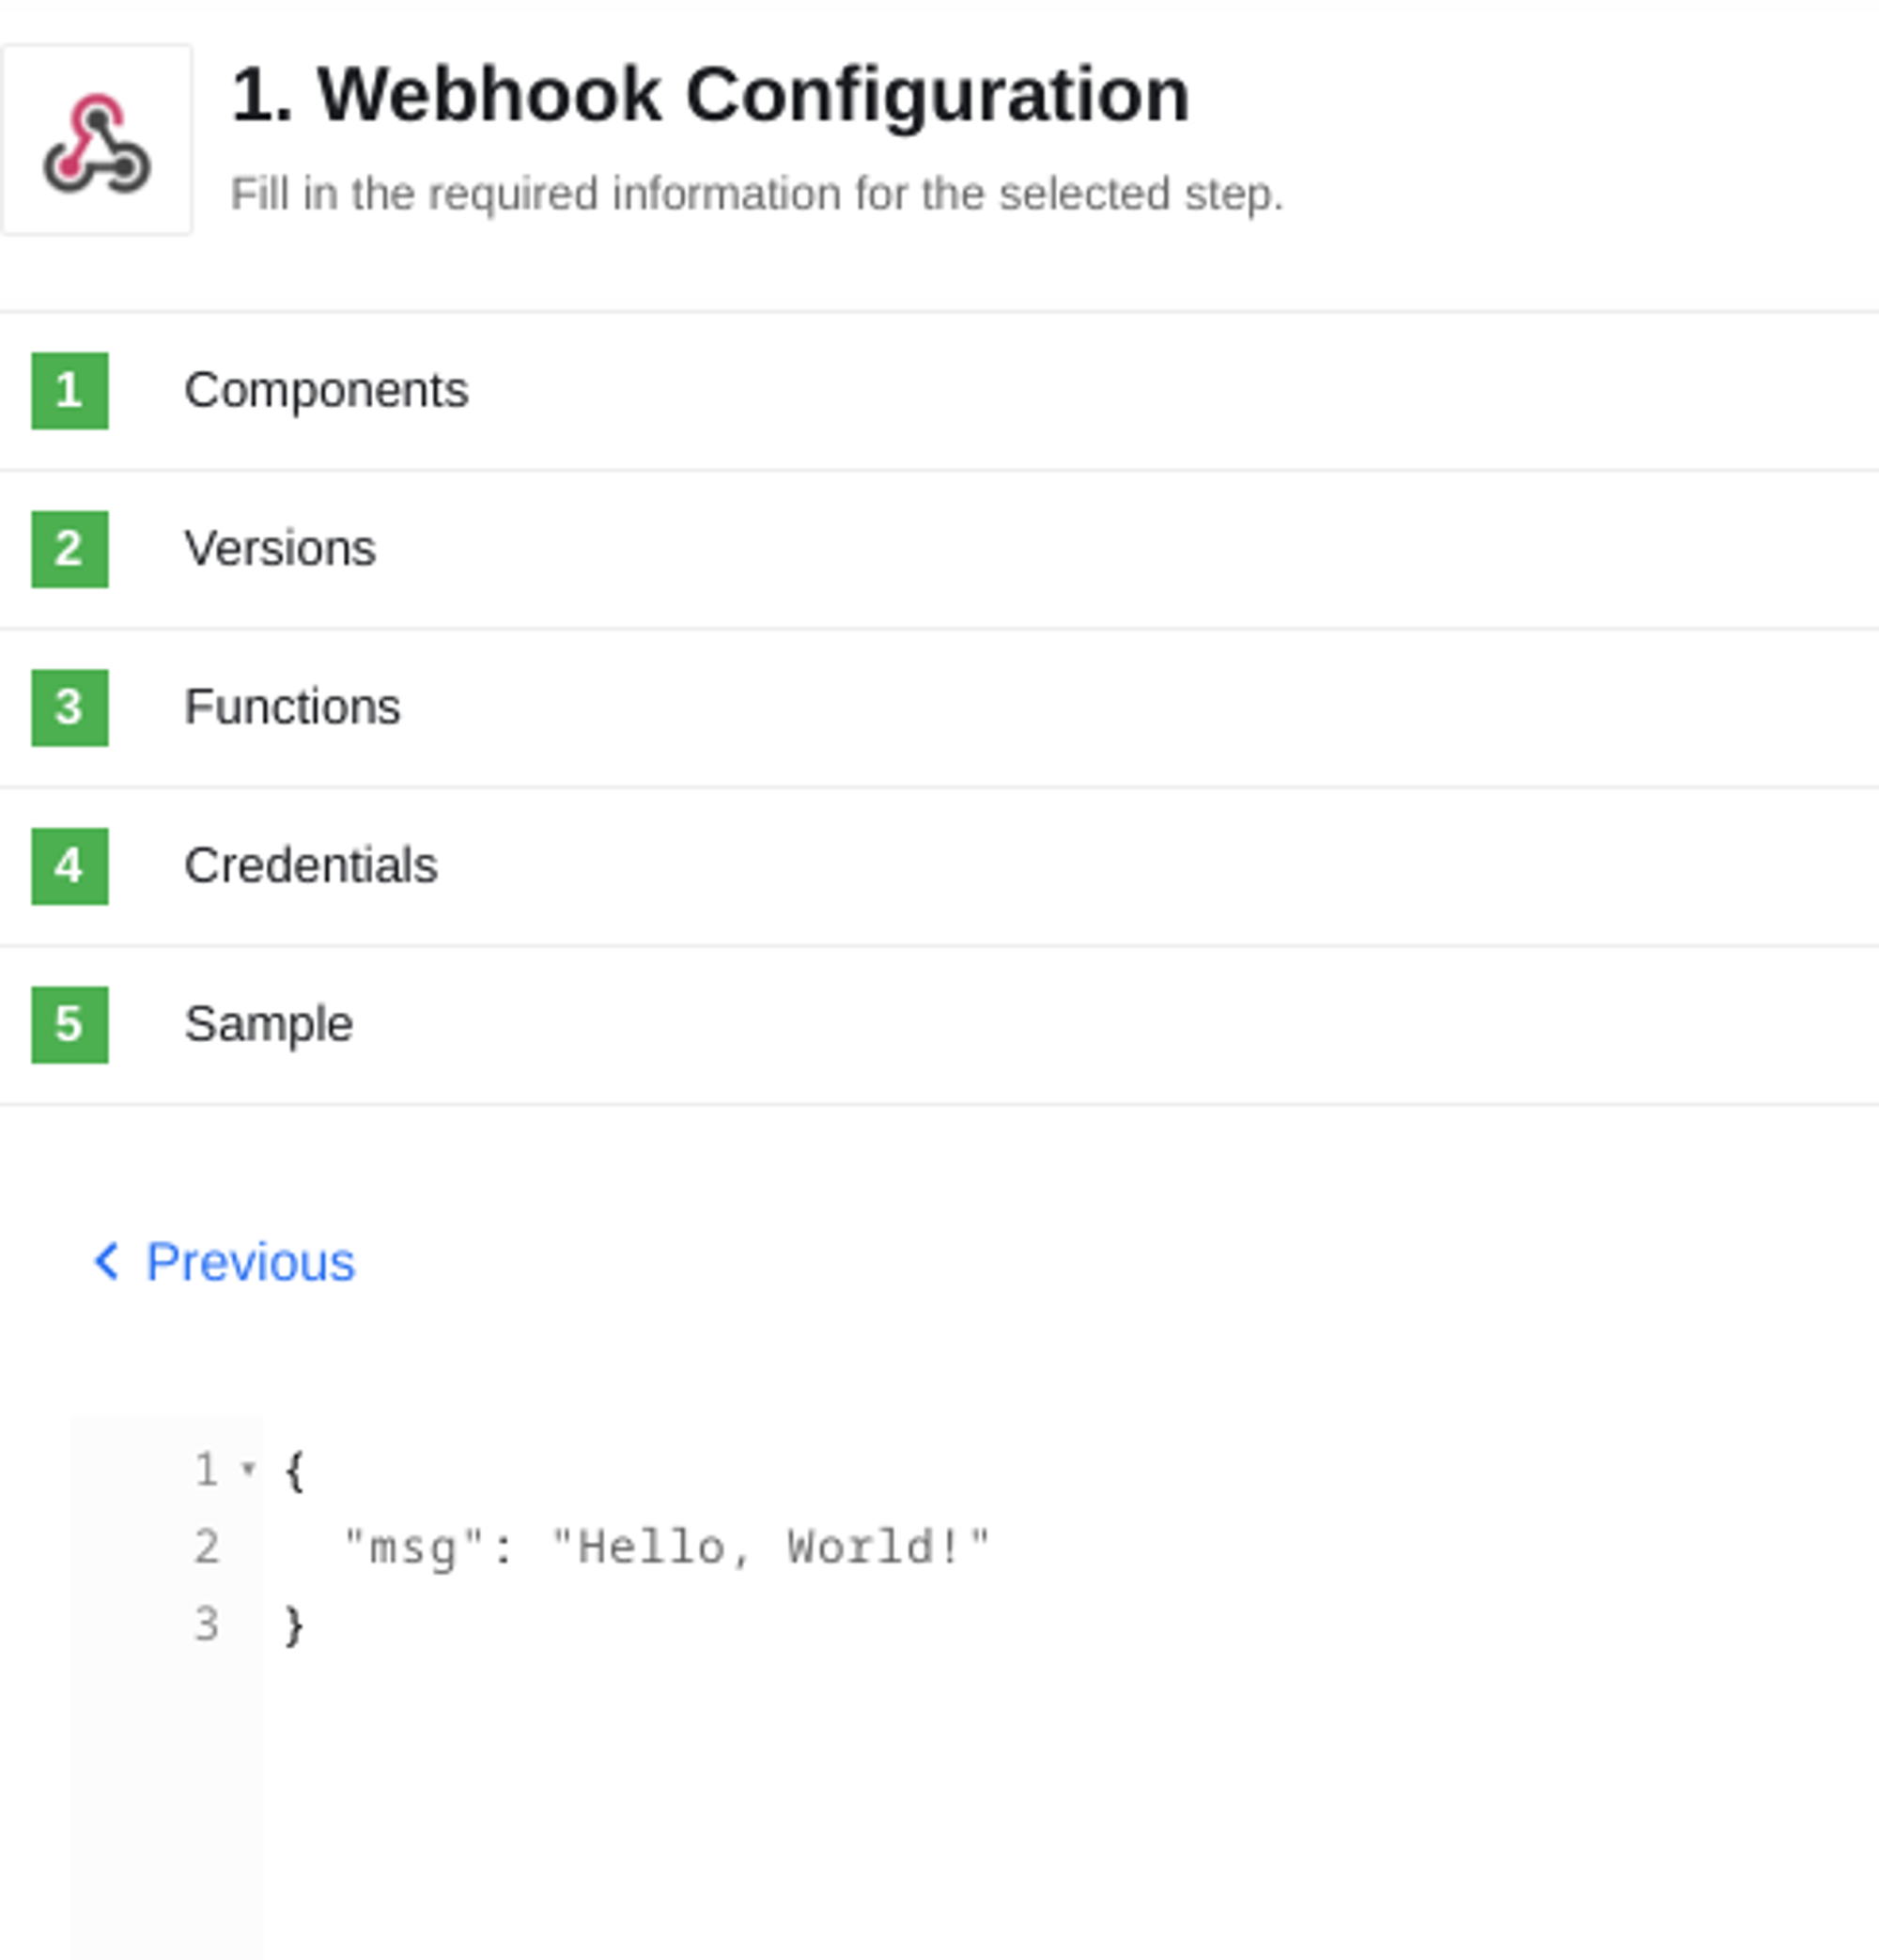 1. Webhook Configuration
Fill in the required information for the selected step.
1 Components
2 Versions
3 Functions
4 Credentials
5 Sample
Previous
1 {
2 "msg": "Hello, World!"
3 }